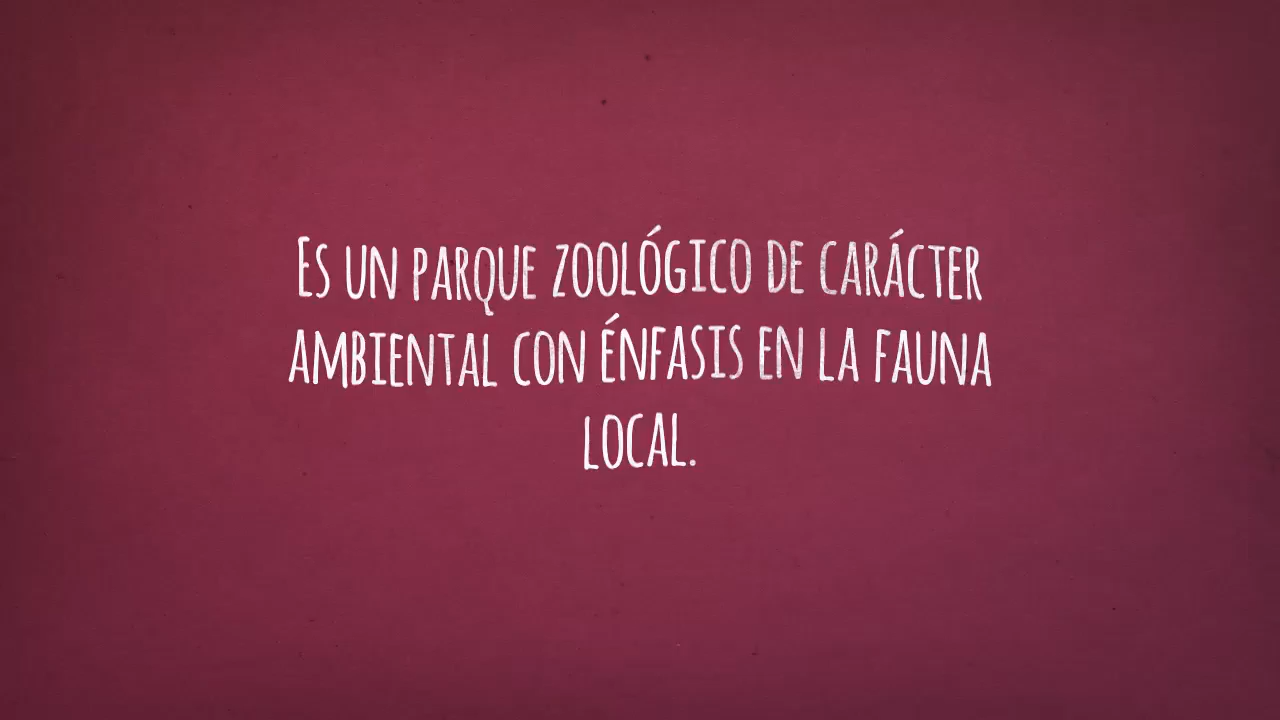 Es un parque zoológico de carácter
ambiental con énfasis en la fauna
local.